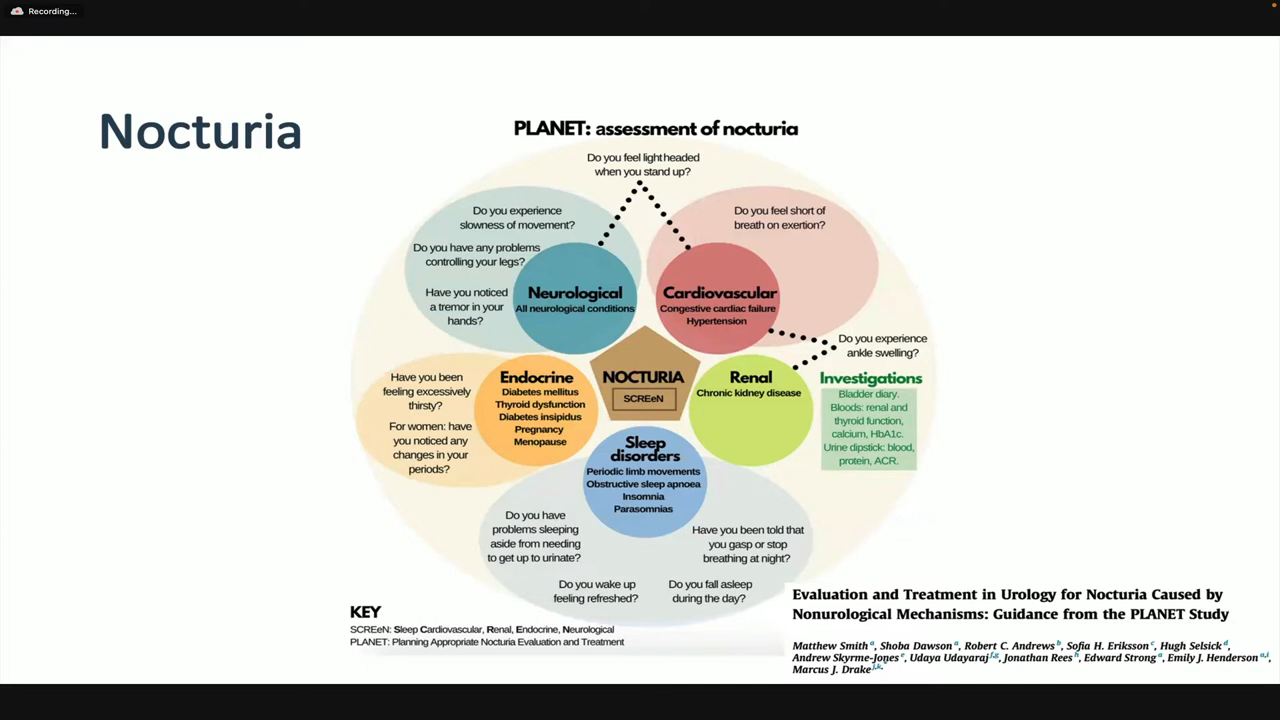 Recording...
Nocturia
PLANET: assessment of nocturia
Do you feel light headed
when you stand up?
Do you experience
slowness of movement?
Do you have any problems
controlling your legs?
Have you noticed
a tremor in your
hands?
Neurological
All neurological conditions
Do you feel short of
breath on exertion?
Cardiovascular
Congestive cardiac failure
Hypertension
Do you experience
ankle swelling?
NOCTURIA
SCREeN
Have you been
feeling excessively
thirsty?
For women: have
you noticed any
changes in your
periods?
Endocrine
Diabetes mellitus
Thyroid dysfunction
Diabetes insipidus
Pregnancy
Menopause
Renal
Chronic kidney disease
Investigations
Bladder diary.
Bloods: renal and
thyroid function,
calcium, HbA1c.
Urine dipstick: blood,
protein, ACR.
Sleep
disorders
Periodic limb movements
Obstructive sleep apnoea
Insomnia
Parasomnias
Do you have
problems sleeping
aside from needing
to get up to urinate?
Have you been told that
you gasp or stop
breathing at night?
Do you wake up
feeling refreshed?
Do you fall asleep
during the day?
KEY
SCREeN: Sleep Cardiovascular, Renal, Endocrine, Neurological
PLANET: Planning Appropriate Nocturia Evaluation and Treatment
Evaluation and Treatment in Urology for Nocturia Caused by
Nonurological Mechanisms: Guidance from the PLANET Study
Matthew Smith a, Shoba Dawson a, Robert C. Andrews b, Sofia H. Eriksson c, Hugh Selsick d,
Andrew Skyrme-Jones e, Udaya Udayaraj f,g, Jonathan Rees h, Edward Strong a, Emily J. Henderson a,i,
Marcus J. Drake j,k,